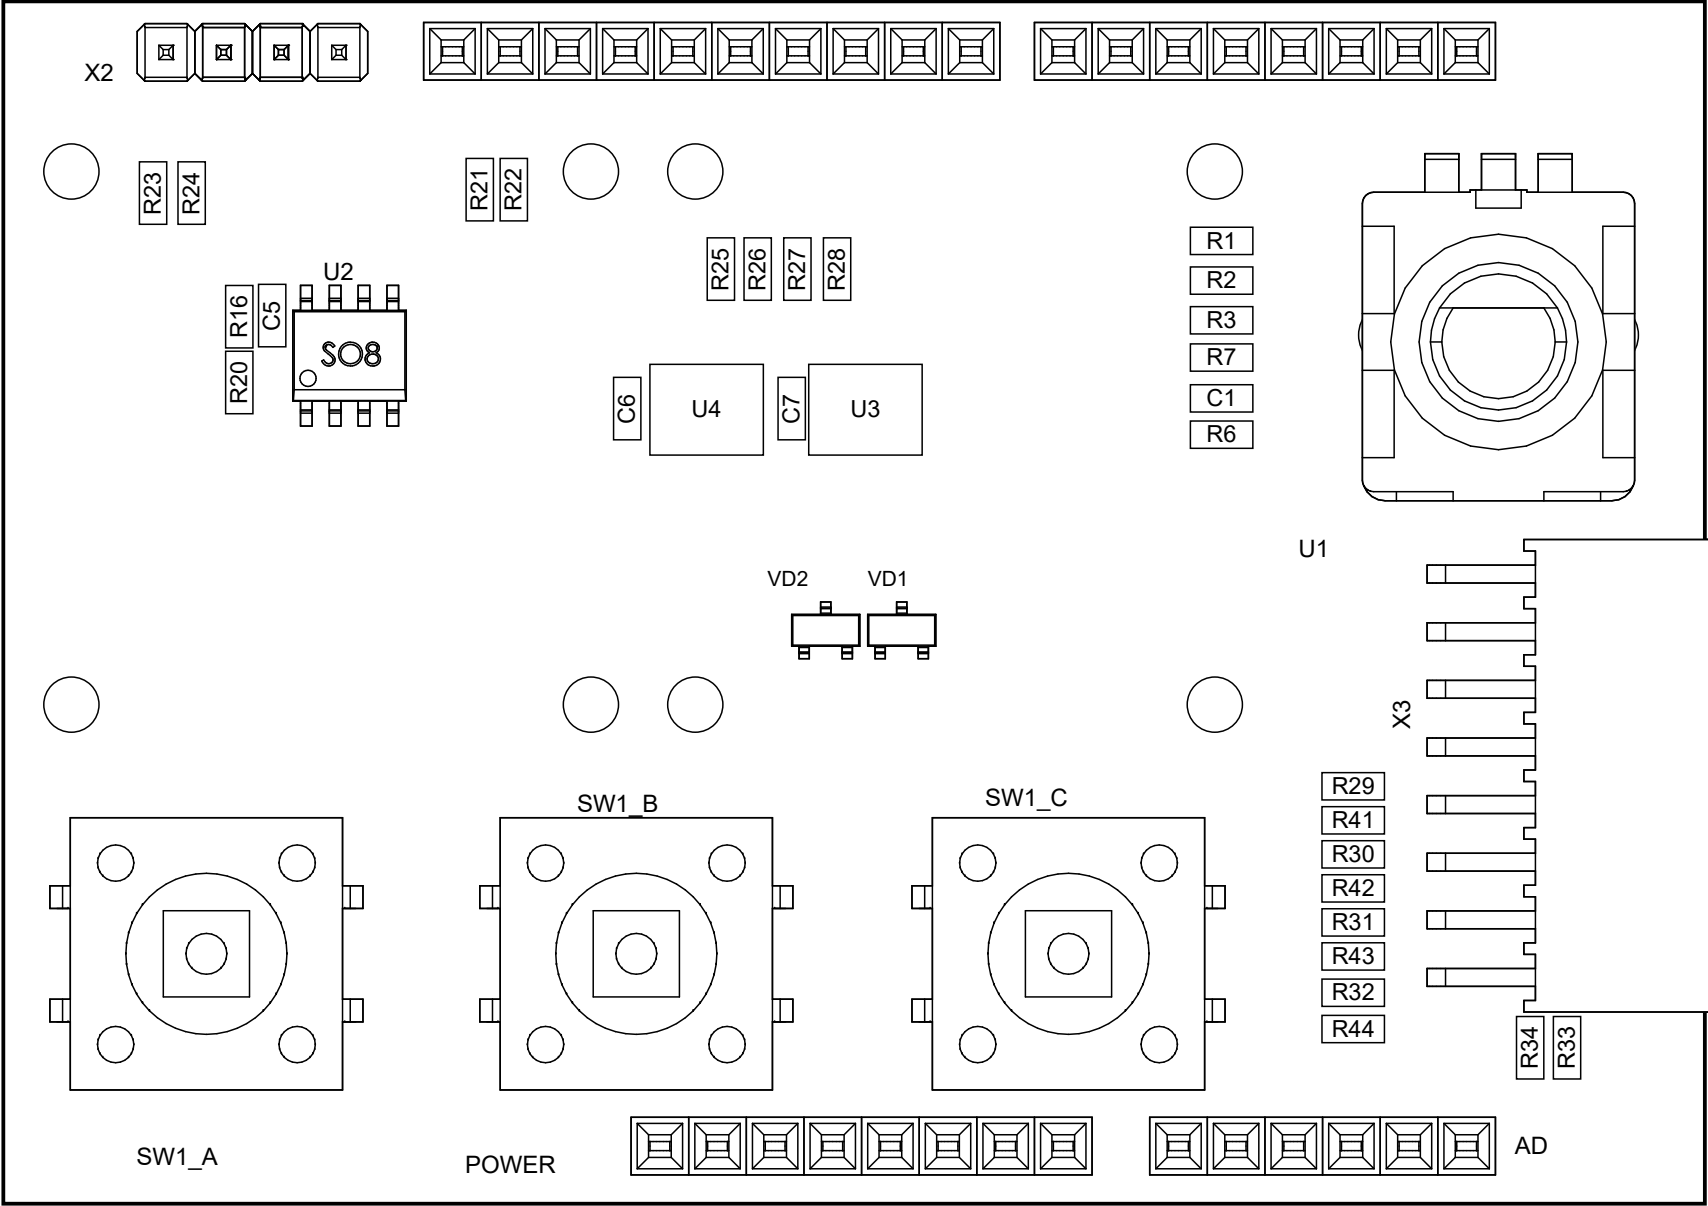 X2
R23
R24
R21
R22
R25
R26
R27
R28
R1
R2
R3
R7
C1
R6
U2
R16
C5
R20
SO8
C6
U4
C7
U3
U1
VD2
VD1
X3
R29
R41
R30
R42
R31
R43
R32
R44
R34
R33
SW1_B
SW1_C
SW1_A
POWER
AD